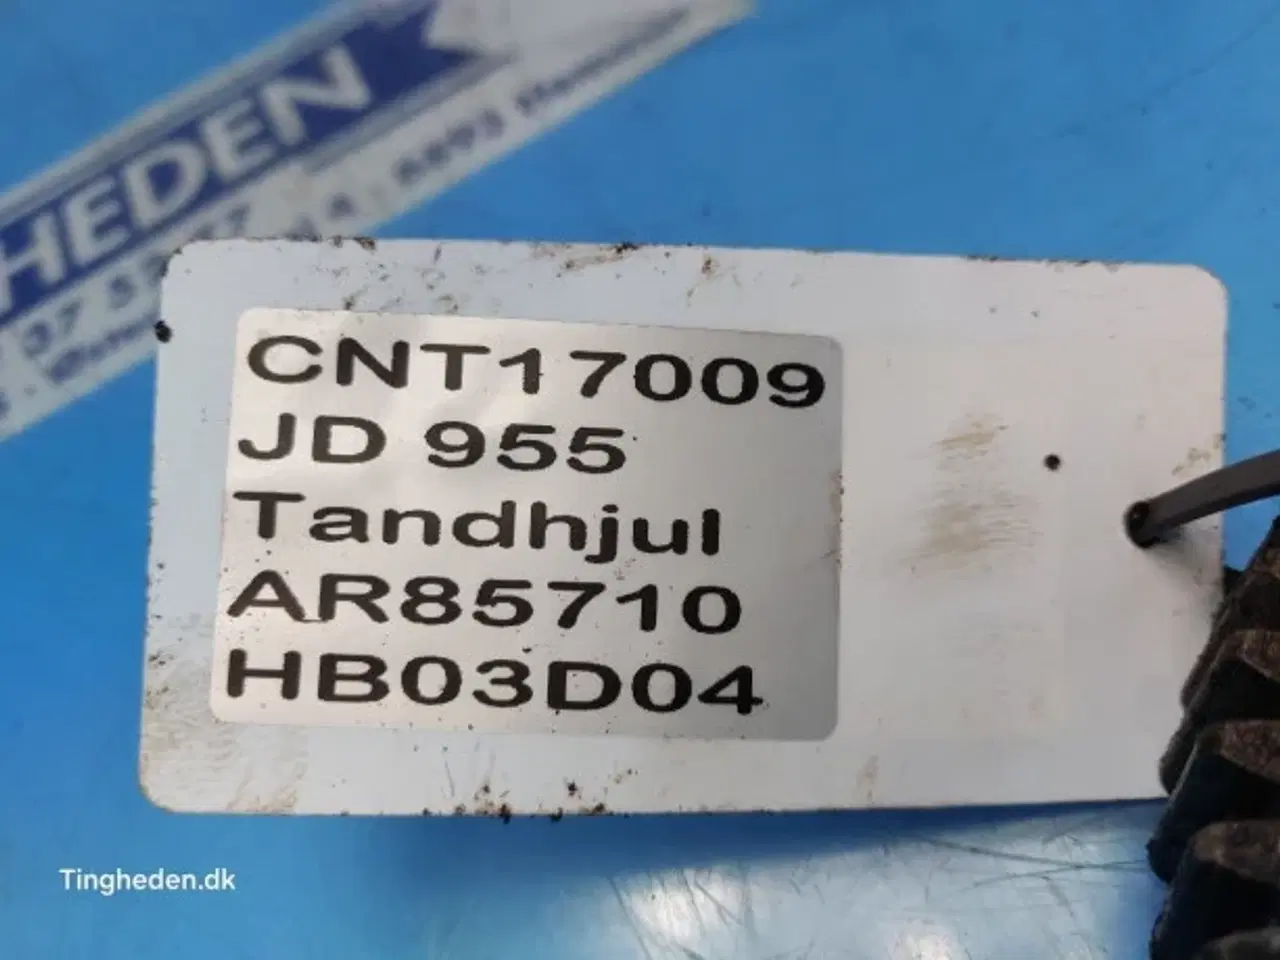 HEDEN
CNT17009
JD 955
Tandhjul
AR85710
HB03D04
Tingheden.dk